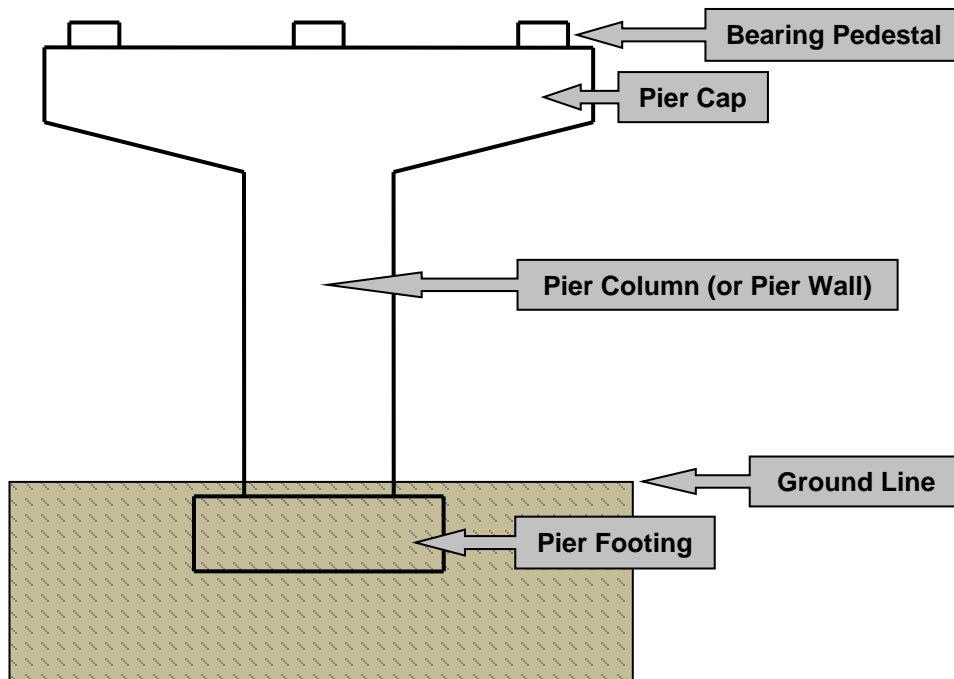 Bearing Pedestal
Pier Cap
Pier Column (or Pier Wall)
Ground Line
Pier Footing